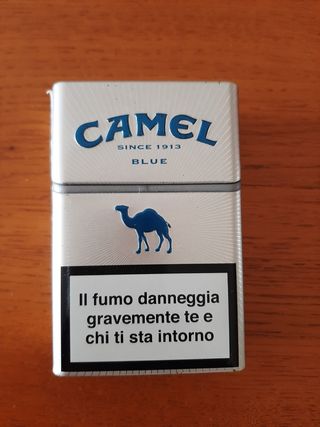 CAMEL
SINCE 1913
BLUE
Il fumo danneggia
gravemente te e
chi ti sta intorno